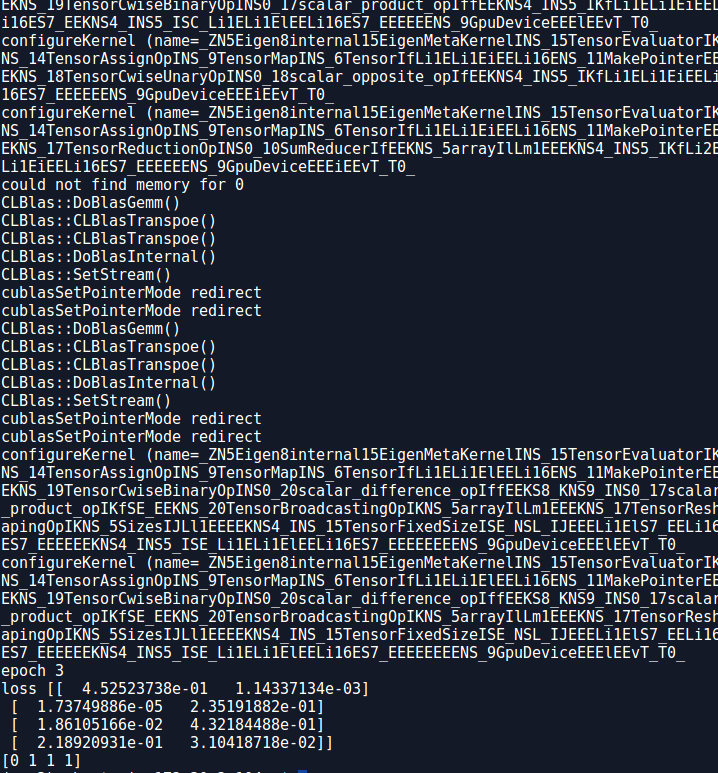 EKNS_19TensorCwiseBinaryOpINS0_17scalar_product_opIffEEKNS4_INS5_IKfLi1ELi1EiEEL
i16ES7_EEKNS4_INS5_ISC_Li1ELi1ElEELi16ES7_EEEEEENS_9GpuDeviceEEElEEvT_T0_
configureKernel (name=_ZN5Eigen8internal15EigenMetaKernelINS_15TensorEvaluatorIK
NS_14TensorAssignOpINS_9TensorMapINS_6TensorIfLi1ELi1EiEELi16ENS_11MakePointerEE
EKNS_18TensorCwiseUnaryOpINS0_18scalar_opposite_opIfEEKNS4_INS5_IKfLi1ELi1EiEELi
16ES7_EEEEEENS_9GpuDeviceEEEiEEvT_T0_
configureKernel (name=_ZN5Eigen8internal15EigenMetaKernelINS_15TensorEvaluatorIK
NS_14TensorAssignOpINS_9TensorMapINS_6TensorIfLi1ELi1EiEELi16ENS_11MakePointerEE
EKNS_17TensorReductionOpINS0_10SumReducerIfEEKNS_5arrayIlLm1EEEKNS4_INS5_IKfLi2E
Li1EiEELi16ES7_EEEEEENS_9GpuDeviceEEEiEEvT_T0_
could not find memory for 0
CLBlas::DoBlasGemm()
CLBlas::CLBlasTranspoe()
CLBlas::CLBlasTranspoe()
CLBlas::DoBlasInternal()
CLBlas::SetStream()
cublasSetPointerMode redirect
cublasSetPointerMode redirect
CLBlas::DoBlasGemm()
CLBlas::CLBlasTranspoe()
CLBlas::CLBlasTranspoe()
CLBlas::DoBlasInternal()
CLBlas::SetStream()
cublasSetPointerMode redirect
cublasSetPointerMode redirect
configureKernel (name=_ZN5Eigen8internal15EigenMetaKernelINS_15TensorEvaluatorIK
NS_14TensorAssignOpINS_9TensorMapINS_6TensorIfLi1ELi1ElEELi16ENS_11MakePointerEE
EKNS_19TensorCwiseBinaryOpINS0_20scalar_difference_opIffEEKS8_KNS9_INS0_17scalar
_product_opIKfSE_EEKNS_20TensorBroadcastingOpIKNS_5arrayIlLm1EEEKNS_17TensorResh
apingOpIKNS_5SizesIJLl1EEEEKNS4_INS_15TensorFixedSizeISE_NSL_IJEEELi1ElS7_EELi16
ES7_EEEEEEKNS4_INS5_ISE_Li1ELi1ElEELi16ES7_EEEEEEEENS_9GpuDeviceEEElEEvT_T0_
configureKernel (name=_ZN5Eigen8internal15EigenMetaKernelINS_15TensorEvaluatorIK
NS_14TensorAssignOpINS_9TensorMapINS_6TensorIfLi1ELi1ElEELi16ENS_11MakePointerEE
EKNS_19TensorCwiseBinaryOpINS0_20scalar_difference_opIffEEKS8_KNS9_INS0_17scalar
_product_opIKfSE_EEKNS_20TensorBroadcastingOpIKNS_5arrayIlLm1EEEKNS_17TensorResh
apingOpIKNS_5SizesIJLl1EEEEKNS4_INS_15TensorFixedSizeISE_NSL_IJEEELi1ElS7_EELi16
ES7_EEEEEEKNS4_INS5_ISE_Li1ELi1ElEELi16ES7_EEEEEEEENS_9GpuDeviceEEElEEvT_T0_
epoch 3
loss [[  4.52523738e-01   1.14337134e-03]
 [  1.73749886e-05   2.35191882e-01]
 [  1.86105166e-02   4.32184488e-01]
 [  2.18920931e-01   3.10418718e-02]]
[0 1 1 1]